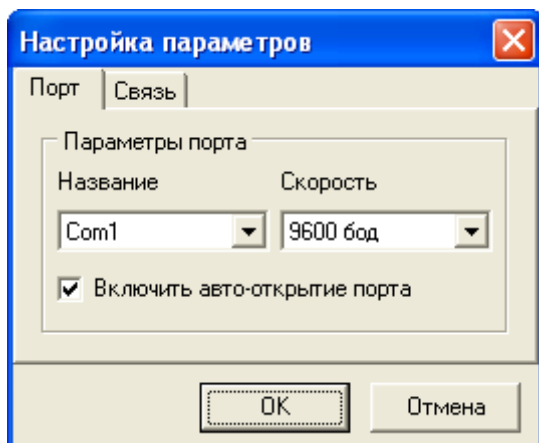 Настройка параметров
Порт Связь
Параметры порта
Название Скорость
Com1 9600 бод
Включить авто-открытие порта
OK Отмена